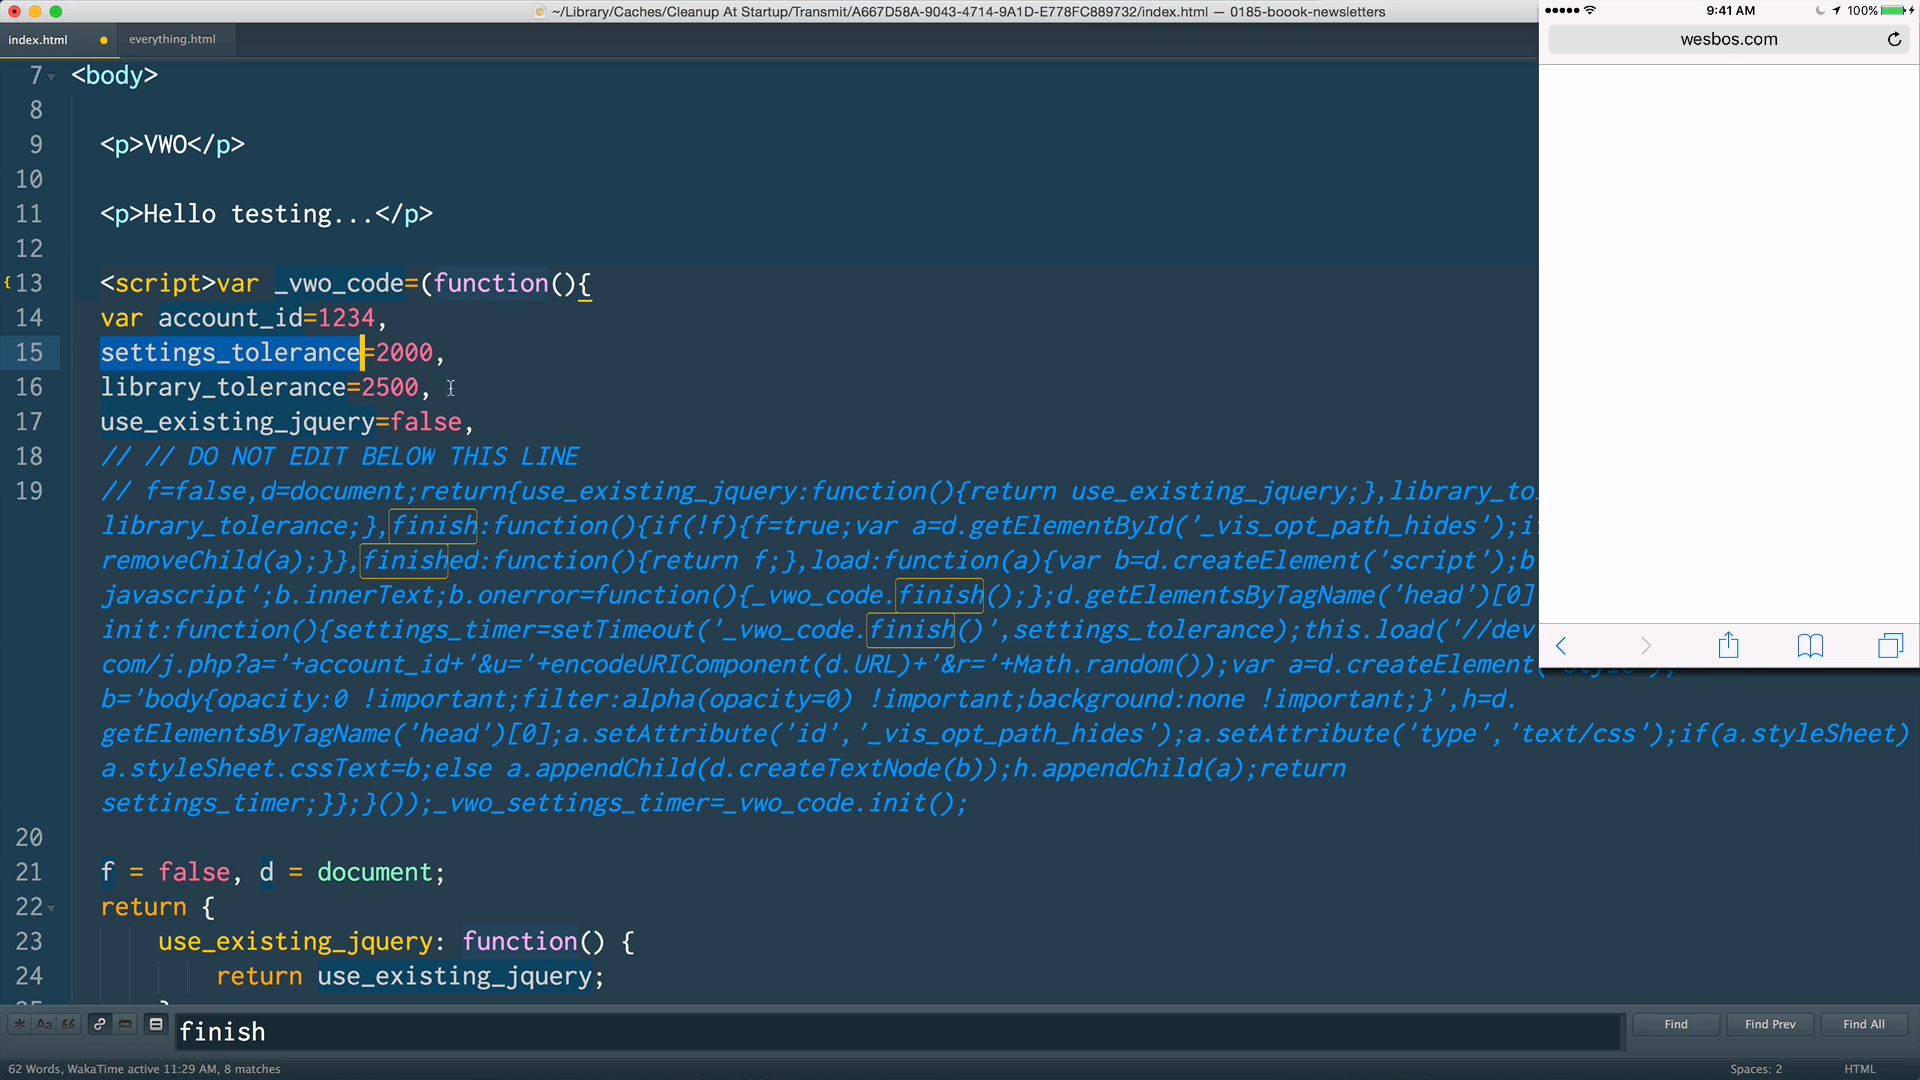 ~/Library/Caches/Cleanup At Startup/Transmit/A667D58A-9043-4714-9A1D-E778FC889732/index.html — 0185-boook-newsletters
index.html
everything.html
9:41 AM
100%
wesbos.com
7 <body>
8
9 <p>VWO</p>
10
11 <p>Hello testing...</p>
12
13 <script>var _vwo_code=(function(){
14 var account_id=1234,
15 settings_tolerance=2000,
16 library_tolerance=2500,
17 use_existing_jquery=false,
18 // // DO NOT EDIT BELOW THIS LINE
19 // f=false,d=document;return{use_existing_jquery:function(){return use_existing_jquery;},library_to
library_tolerance;},finish:function(){if(!f){f=true;var a=d.getElementById('_vis_opt_path_hides');i
removeChild(a);}},finished:function(){return f;},load:function(a){var b=d.createElement('script');b
javascript';b.innerText;b.onerror=function(){_vwo_code.finish();};d.getElementsByTagName('head')[0]
init:function(){settings_timer=setTimeout('_vwo_code.finish()',settings_tolerance);this.load('//dev
com/j.php?a='+account_id+'&u='+encodeURIComponent(d.URL)+'&r='+Math.random());var a=d.createElement('style');
b='body{opacity:0 !important;filter:alpha(opacity=0) !important;background:none !important;}',h=d.
getElementsByTagName('head')[0];a.setAttribute('id','_vis_opt_path_hides');a.setAttribute('type','text/css');if(a.styleSheet)
a.styleSheet.cssText=b;else a.appendChild(d.createTextNode(b));h.appendChild(a);return
settings_timer;}};}());_vwo_settings_timer=_vwo_code.init();
20
21 f = false, d = document;
22 return {
23 use_existing_jquery: function() {
24 return use_existing_jquery;
finish
Find
Find Prev
Find All
62 Words, WakaTime active 11:29 AM, 8 matches
Spaces: 2
HTML